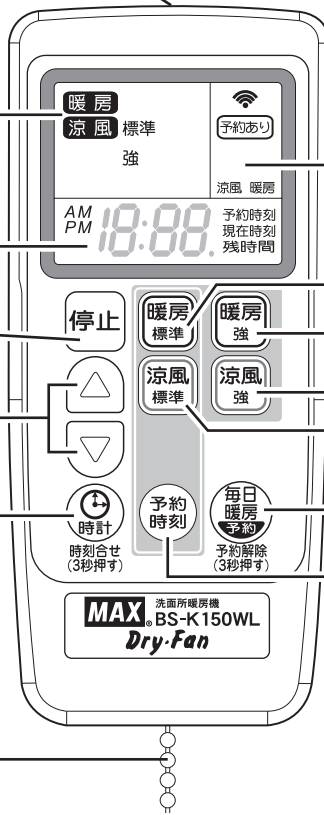 暖房
涼風 標準
強
予約あり
涼風 暖房
AM
PM
18:88.
予約時刻
現在時刻
残時間
停止
暖房
標準
暖房
強
涼風
標準
涼風
強
時計
時刻合せ
(3秒押す)
予約
時刻
毎日
暖房
予約
予約解除
(3秒押す)
MAX® 洗面所暖房機
BS-K150WL
Dry・Fan